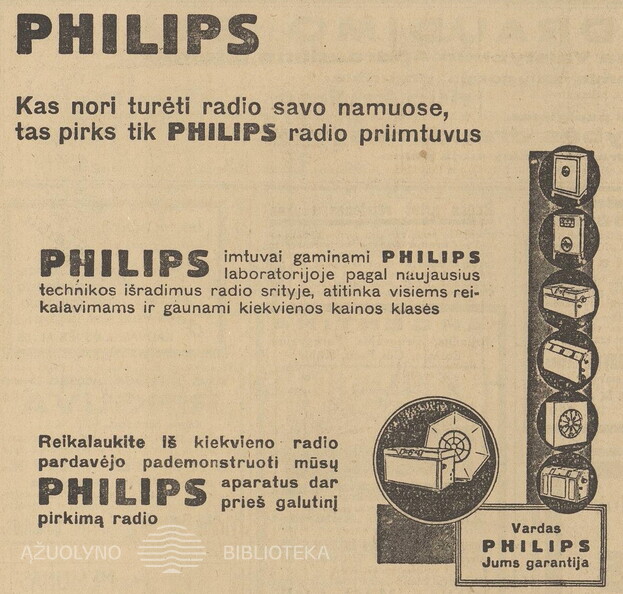 PHILIPS
Kas nori turėti radio savo namuose,
tas pirks tik PHILIPS radio priimtuvus
PHILIPS imtuvai gaminami PHILIPS
laboratorijoje pagal naujausius
technikos išradimus radio srityje, atitinka visiems rei-
kalavimams ir gaunami kiekvienos kainos klasės
Reikalaukite iš kiekvieno radio
pardavėjo pademonstruoti mūsų
PHILIPS aparatus dar
prieš galutinį
pirkimą radio
Vardas
PHILIPS
Jums garantija
AŽUOLYNO BIBLIOTEKA